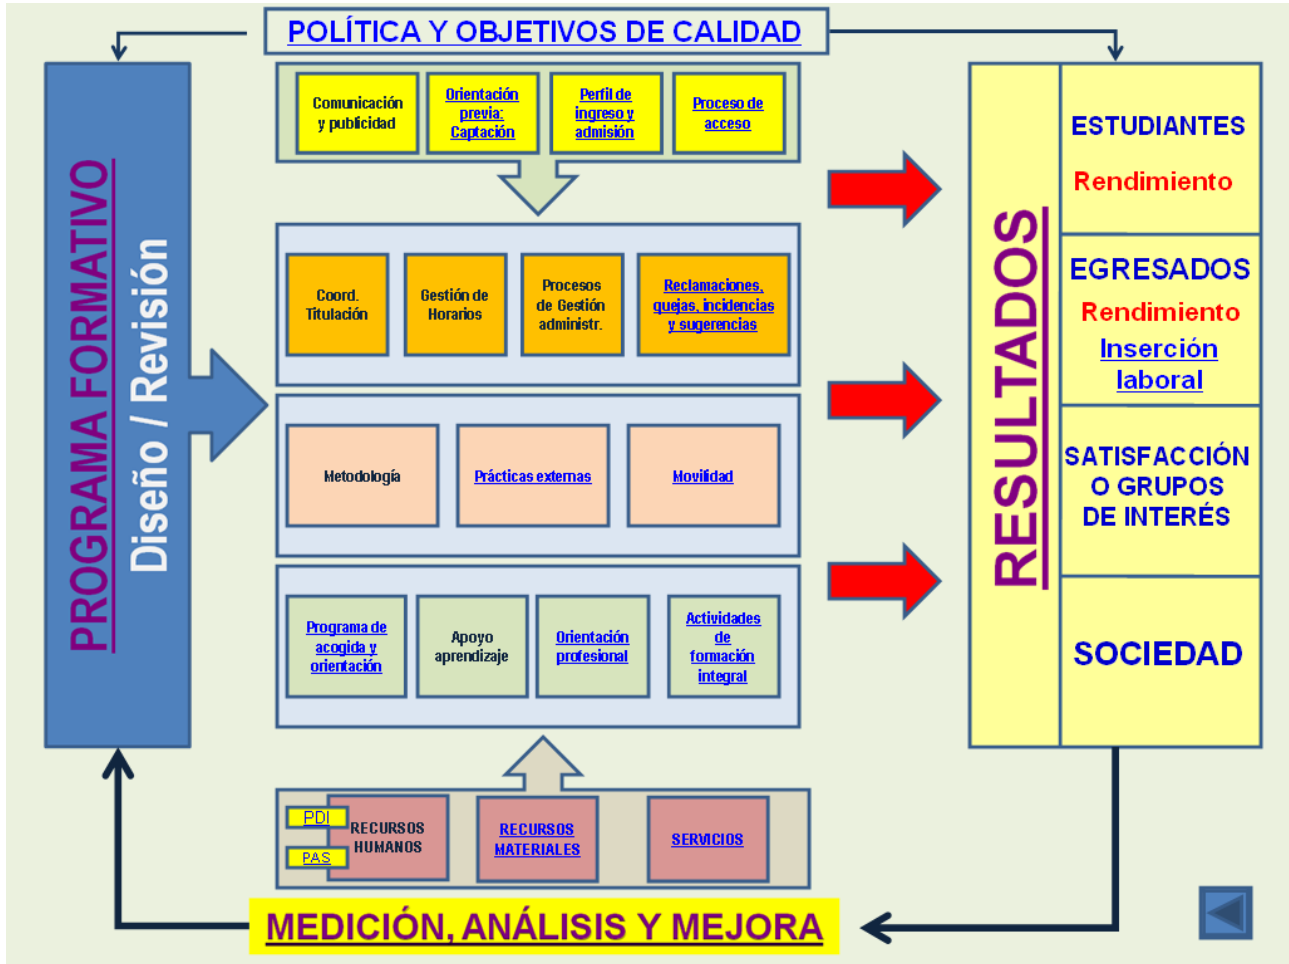 POLÍTICA Y OBJETIVOS DE CALIDAD
PROGRAMA FORMATIVO
Diseño / Revisión
Comunicación
y publicidad
Orientación
previa:
Captación
Perfil de
ingreso y
admisión
Proceso de
acceso
Coord.
Titulación
Gestión de
Horarios
Procesos
de Gestión
administr.
Reclamaciones,
quejas, incidencias
y sugerencias
Metodología
Prácticas externas
Movilidad
Programa de
acogida y
orientación
Apoyo
aprendizaje
Orientación
profesional
Actividades
de
formación
integral
PDI
PAS
RECURSOS
HUMANOS
RECURSOS
MATERIALES
SERVICIOS
RESULTADOS
ESTUDIANTES
Rendimiento
EGRESADOS
Rendimiento
Inserción
laboral
SATISFACCIÓN
O GRUPOS
DE INTERÉS
SOCIEDAD
MEDICIÓN, ANÁLISIS Y MEJORA